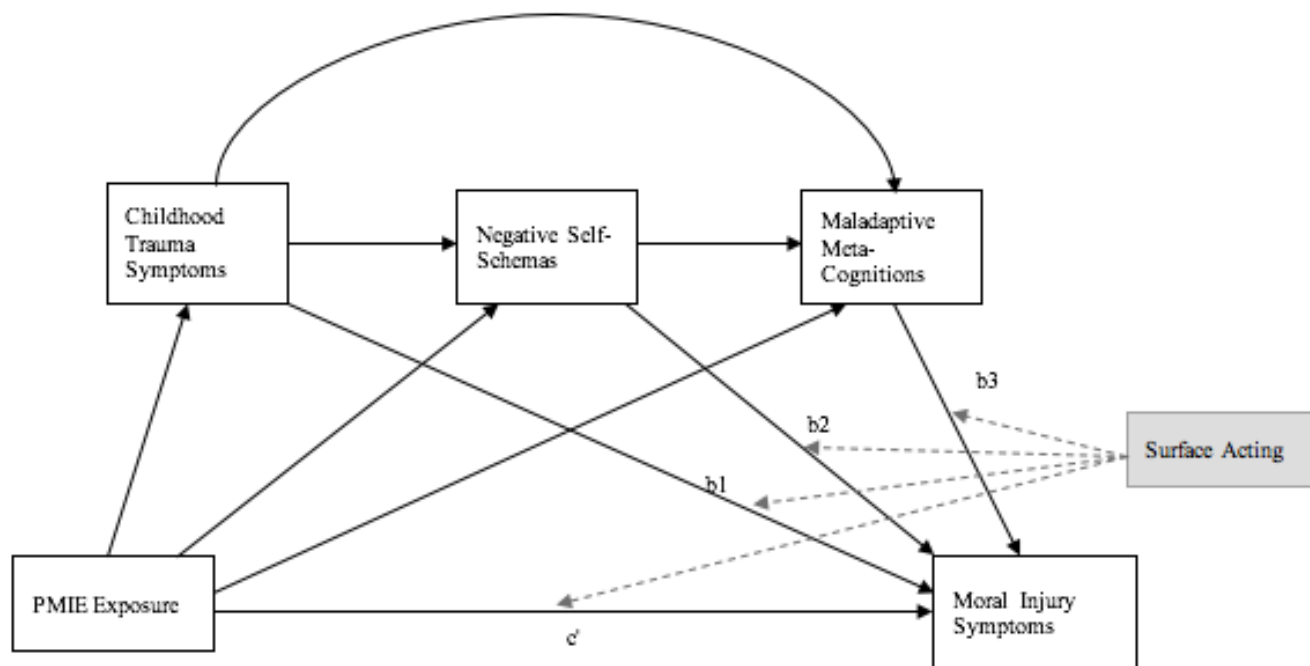 Childhood
Trauma
Symptoms
Negative Self-
Schemas
Maladaptive
Meta-
Cognitions
b3
b2
Surface Acting
b1
PMIE Exposure
Moral Injury
Symptoms
c'